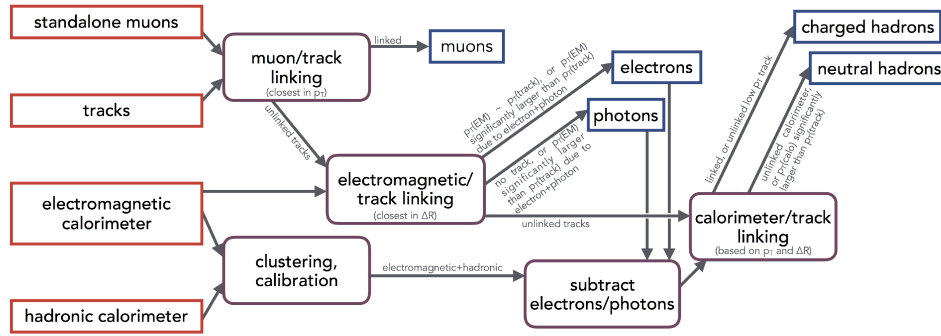 standalone muons
tracks
electromagnetic
calorimeter
hadronic calorimeter
muon/track
linking
(closest in pT)
linked
muons
unlinked tracks
electromagnetic/
track linking
(closest in ΔR)
clustering,
calibration
electromagnetic+hadronic
pT(EM) ~ pT(track), or pT(EM)
significantly larger than pT(track)
due to electron+photon
electrons
no track, or pT(EM)
significantly larger
than pT(track) due to
electron+photon
photons
unlinked tracks
subtract
electrons/photons
calorimeter/track
linking
(based on pT and ΔR)
linked, or unlinked low pT track
charged hadrons
unlinked calorimeter,
or pT(calo) significantly
larger than pT(track)
neutral hadrons